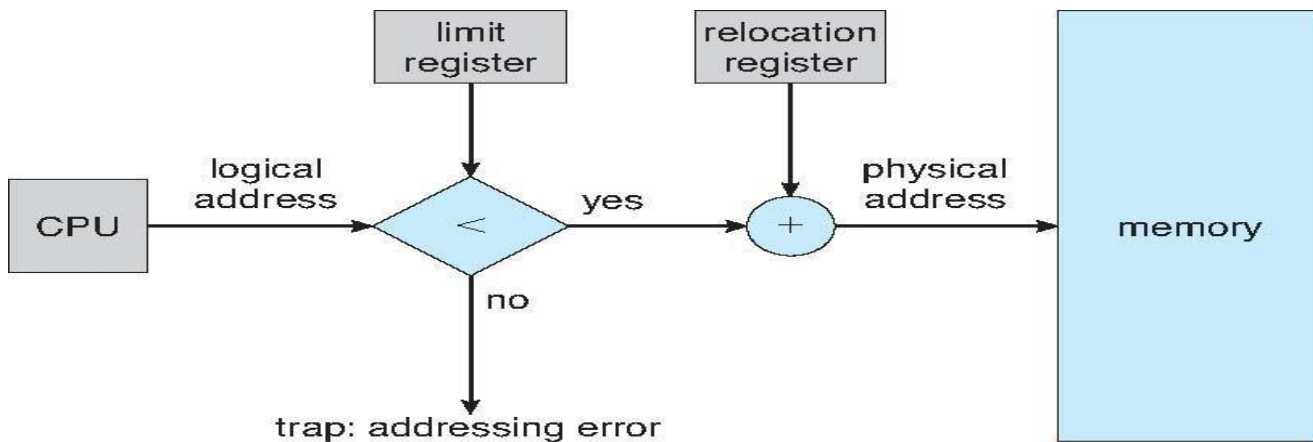 limit
register
relocation
register
logical
address
physical
address
CPU
<
yes
+
memory
no
trap: addressing error